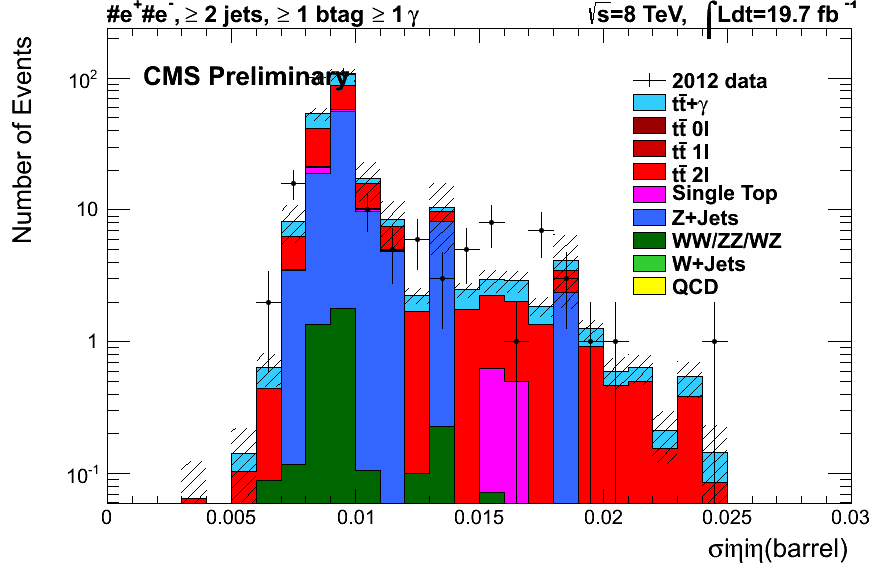 #e⁺#e⁻, ≥ 2 jets, ≥ 1 btag ≥ 1 γ
√s=8 TeV, ∫Ldt=19.7 fb⁻¹
CMS Preliminary
Number of Events
10²
10
1
10⁻¹
2012 data
tt̄+γ
tt̄ 0l
tt̄ 1l
tt̄ 2l
Single Top
Z+Jets
WW/ZZ/WZ
W+Jets
QCD
0 0.005 0.01 0.015 0.02 0.025 0.03
σiηiη(barrel)